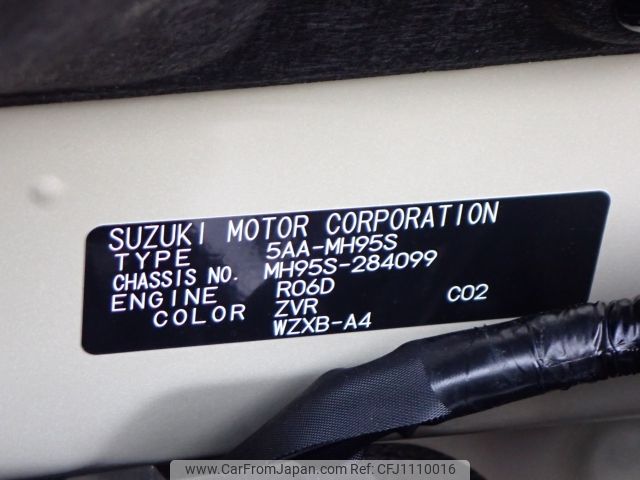 SUZUKI MOTOR CORPORATION
TYPE 5AA-MH95S
CHASSIS NO. MH95S-284099
ENGINE R06D C02
COLOR ZVR
WZXB-A4
www.CarFromJapan.com Ref-ID:CFJ1110016